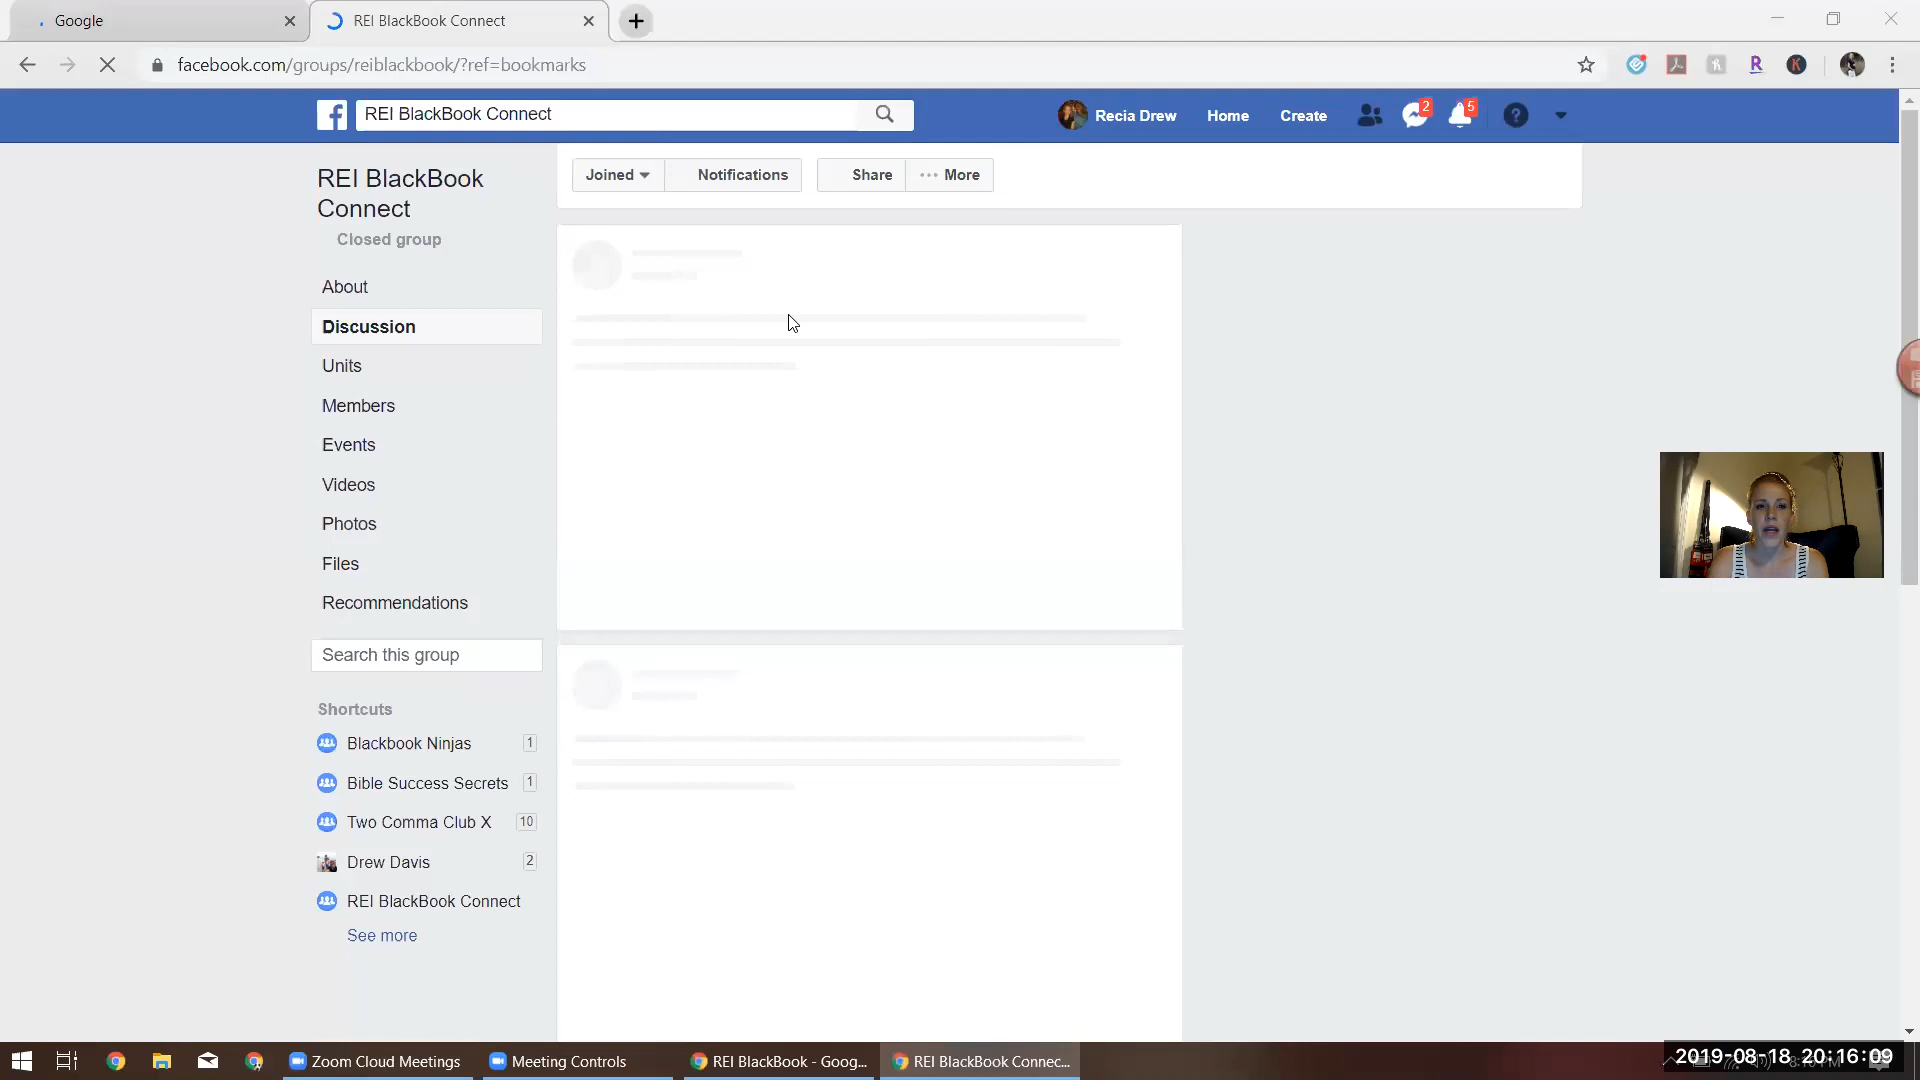 Google
REI BlackBook Connect
facebook.com/groups/reiblackbook/?ref=bookmarks
REI BlackBook Connect
Recia Drew
Home
Create
2
5
REI BlackBook
Connect
Closed group
Joined
Notifications
Share
More
About
Discussion
Units
Members
Events
Videos
Photos
Files
Recommendations
Search this group
Shortcuts
Blackbook Ninjas 1
Bible Success Secrets 1
Two Comma Club X 10
Drew Davis 2
REI BlackBook Connect
See more
Zoom Cloud Meetings
Meeting Controls
REI BlackBook - Goog...
REI BlackBook Connec...
2019-08-18 20:16:09